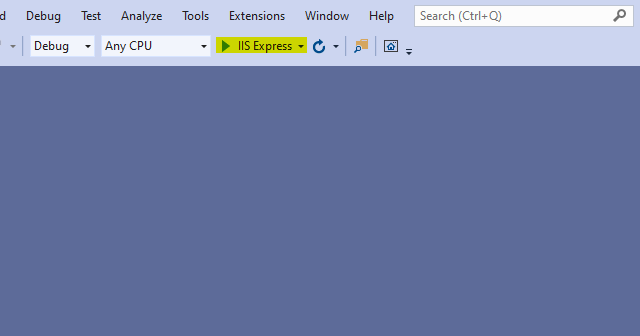 d Debug Test Analyze Tools Extensions Window Help Search (Ctrl+Q)
Debug Any CPU IIS Express